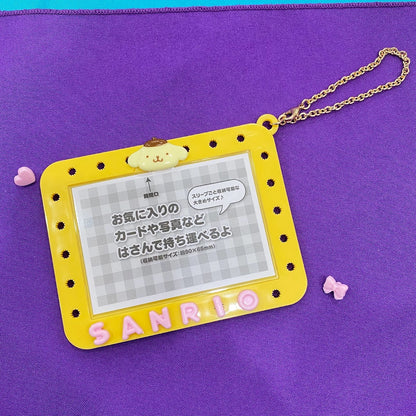 開閉口
スリーブごと収納可能な
大きめサイズ♪
お気に入りの
カードや写真など
はさんで持ち運べるよ
(収納可能サイズ:約90×65mm)
SANRIO